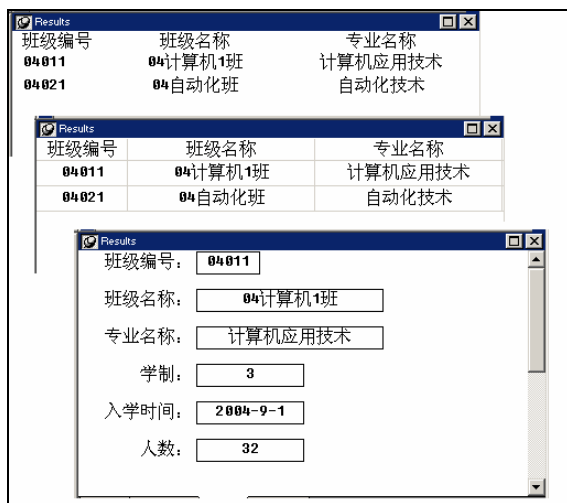 Results
班级编号 班级名称 专业名称
04011 04计算机1班 计算机应用技术
04021 04自动化班 自动化技术
Results
班级编号 班级名称 专业名称
04011 04计算机1班 计算机应用技术
04021 04自动化班 自动化技术
Results
班级编号： 04011
班级名称： 04计算机1班
专业名称： 计算机应用技术
学制： 3
入学时间： 2004-9-1
人数： 32